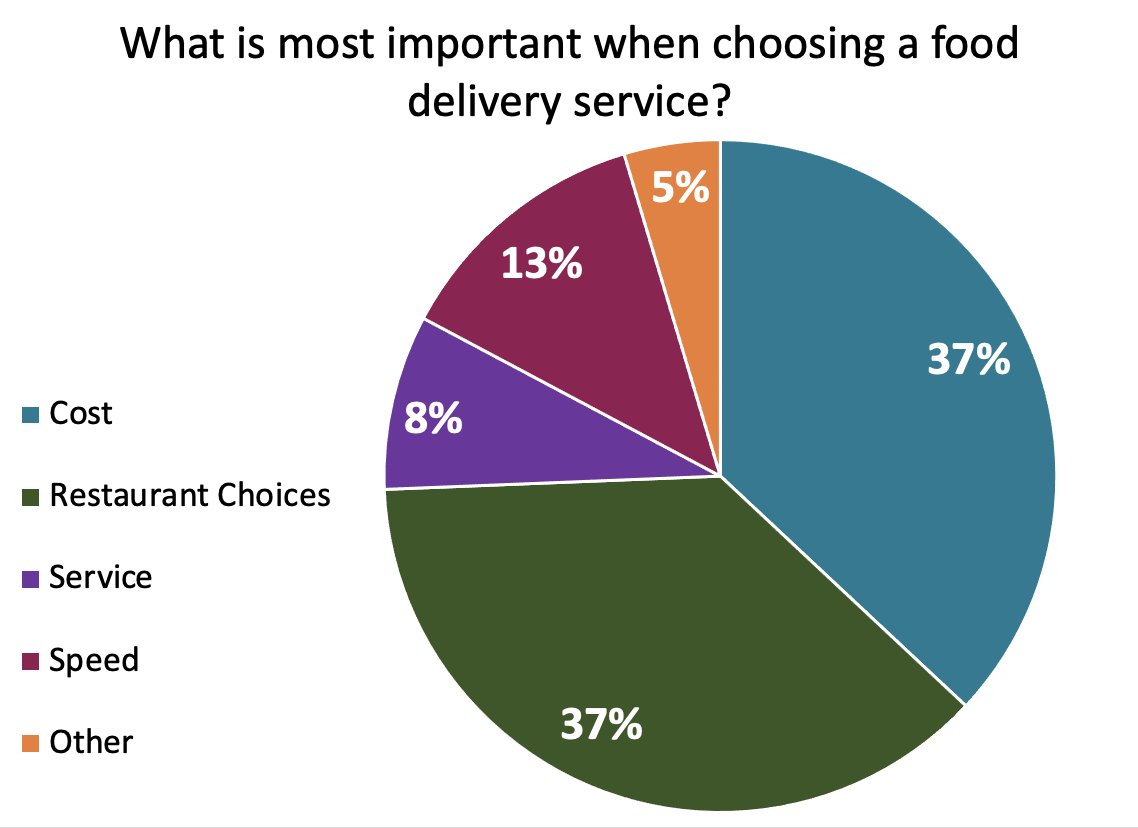 What is most important when choosing a food
delivery service?
5%
13%
37%
8%
Cost
Restaurant Choices
Service
Speed
37%
Other